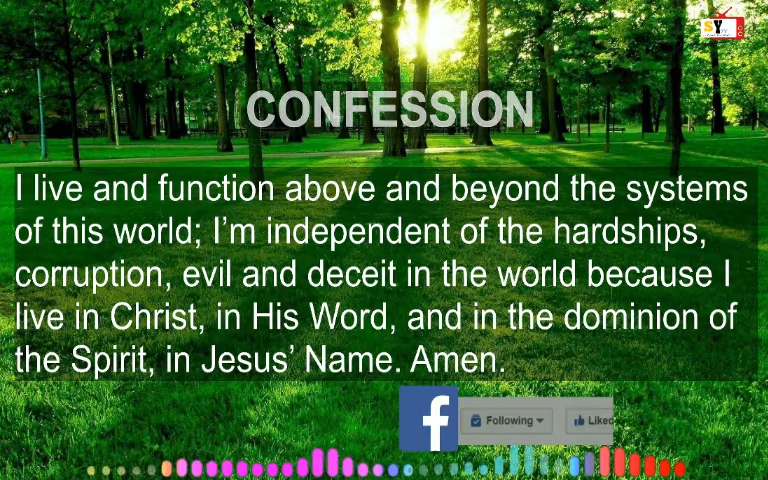 SY
CONFESSION
I live and function above and beyond the systems
of this world; I'm independent of the hardships,
corruption, evil and deceit in the world because I
live in Christ, in His Word, and in the dominion of
the Spirit, in Jesus' Name. Amen.
f Following Liked